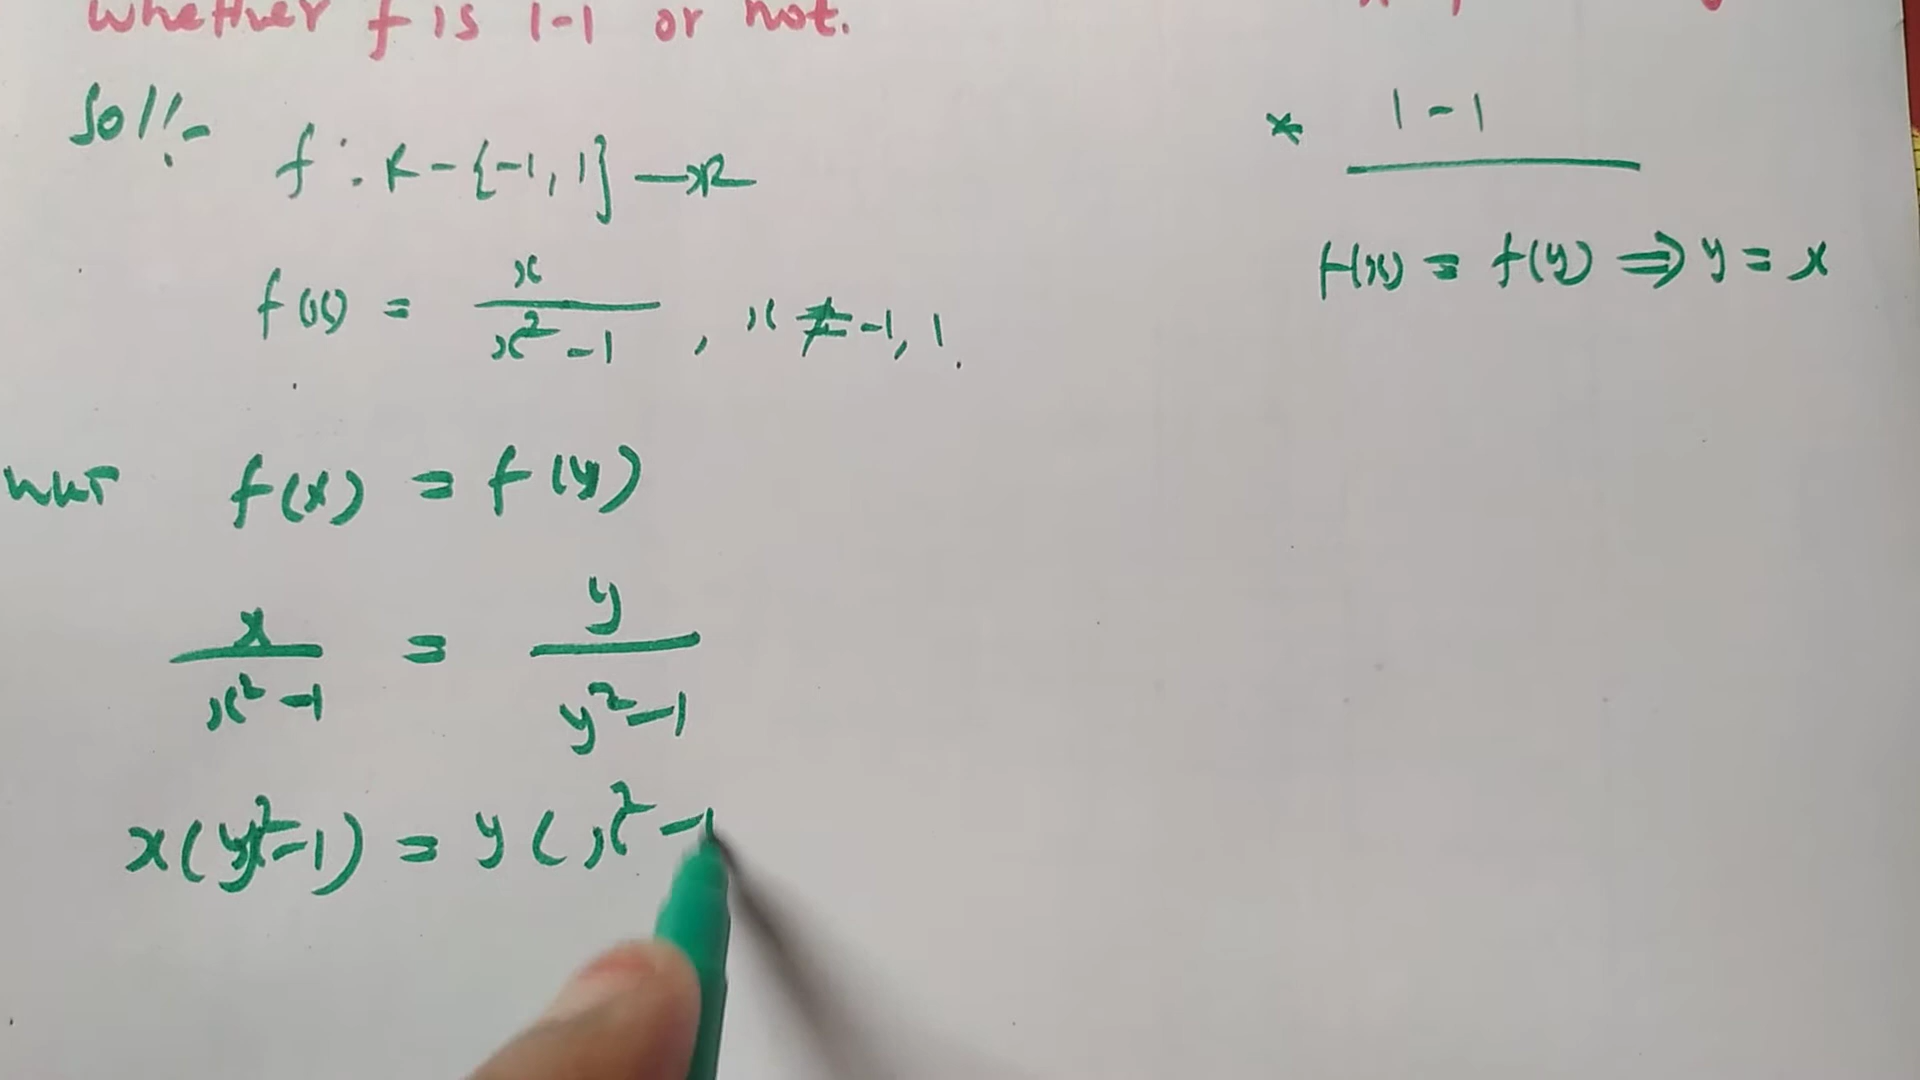 whether f is 1-1 or not.
Sol!:-
f : R - {-1, 1} → R
f(x) = x / x² - 1 , x ≠ -1, 1.
f(x) = f(y)
x / x² - 1 = y / y² - 1
x(y² - 1) = y(x² - 1
* 1 - 1
f(x) = f(y) ⇒ y = x